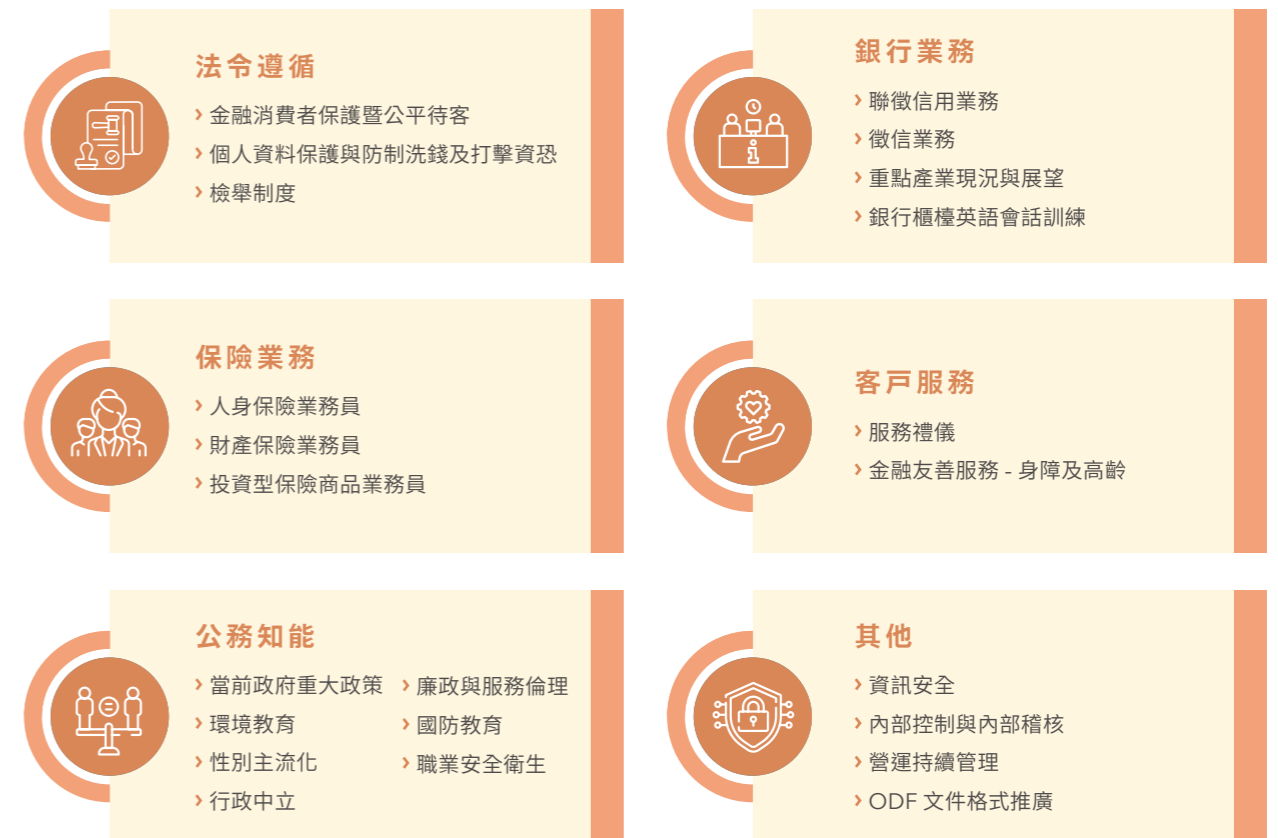 法令遵循
› 金融消費者保護暨公平待客
› 個人資料保護與防制洗錢及打擊資恐
› 檢舉制度
銀行業務
› 聯徵信用業務
› 徵信業務
› 重點產業現況與展望
› 銀行櫃檯英語會話訓練
保險業務
› 人身保險業務員
› 財產保險業務員
› 投資型保險商品業務員
客戶服務
› 服務禮儀
› 金融友善服務 - 身障及高齡
公務知能
› 當前政府重大政策
› 環境教育
› 性別主流化
› 行政中立
› 廉政與服務倫理
› 國防教育
› 職業安全衛生
其他
› 資訊安全
› 內部控制與內部稽核
› 營運持續管理
› ODF 文件格式推廣